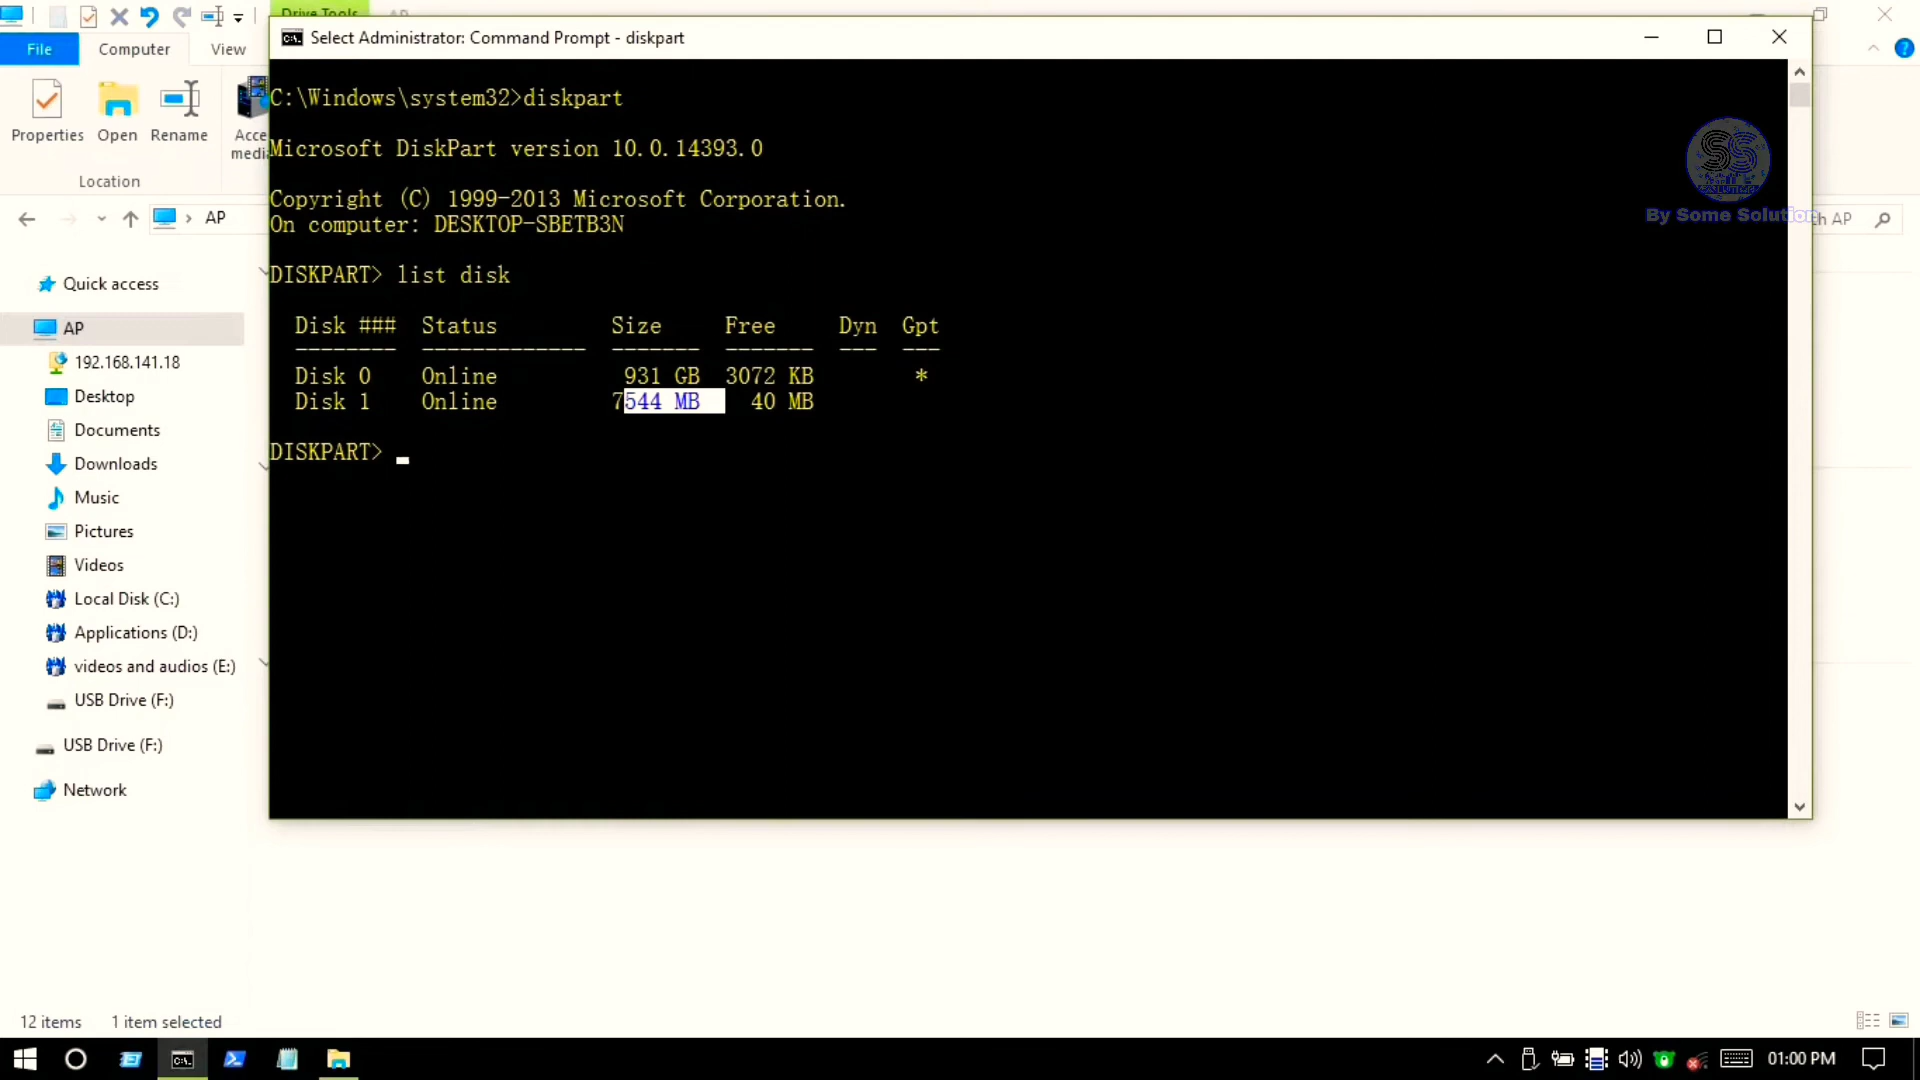 Drive Tools
File
Computer
View
Properties
Open
Rename
Location
AP
Quick access
AP
192.168.141.18
Desktop
Documents
Downloads
Music
Pictures
Videos
Local Disk (C:)
Applications (D:)
videos and audios (E:)
USB Drive (F:)
USB Drive (F:)
Network
Select Administrator: Command Prompt - diskpart
C:\Windows\system32>diskpart
Microsoft DiskPart version 10.0.14393.0
Copyright (C) 1999-2013 Microsoft Corporation.
On computer: DESKTOP-SBETB3N
DISKPART> list disk
Disk ### Status Size Free Dyn Gpt
-------- ------------- ------- ------- --- ---
Disk 0 Online 931 GB 3072 KB *
Disk 1 Online 7544 MB 40 MB
DISKPART>
SS
By Some Solution
AP
12 items 1 item selected
01:00 PM